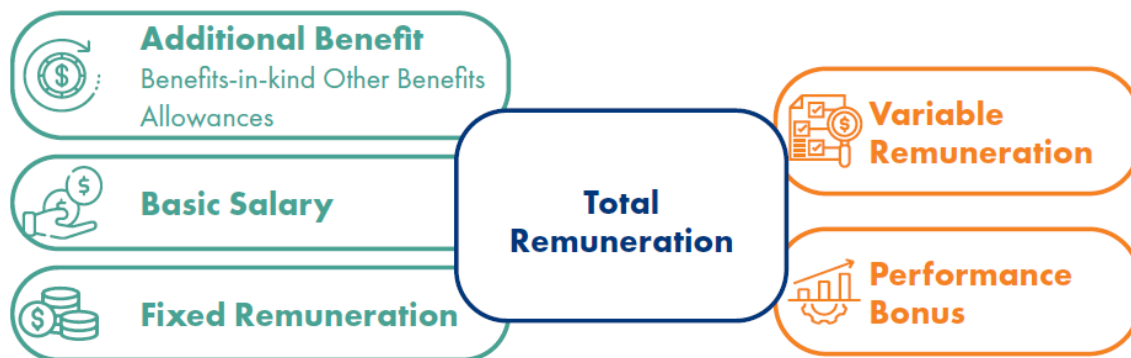 Additional Benefit
Benefits-in-kind Other Benefits
Allowances
Basic Salary
Fixed Remuneration
Total
Remuneration
Variable
Remuneration
Performance
Bonus